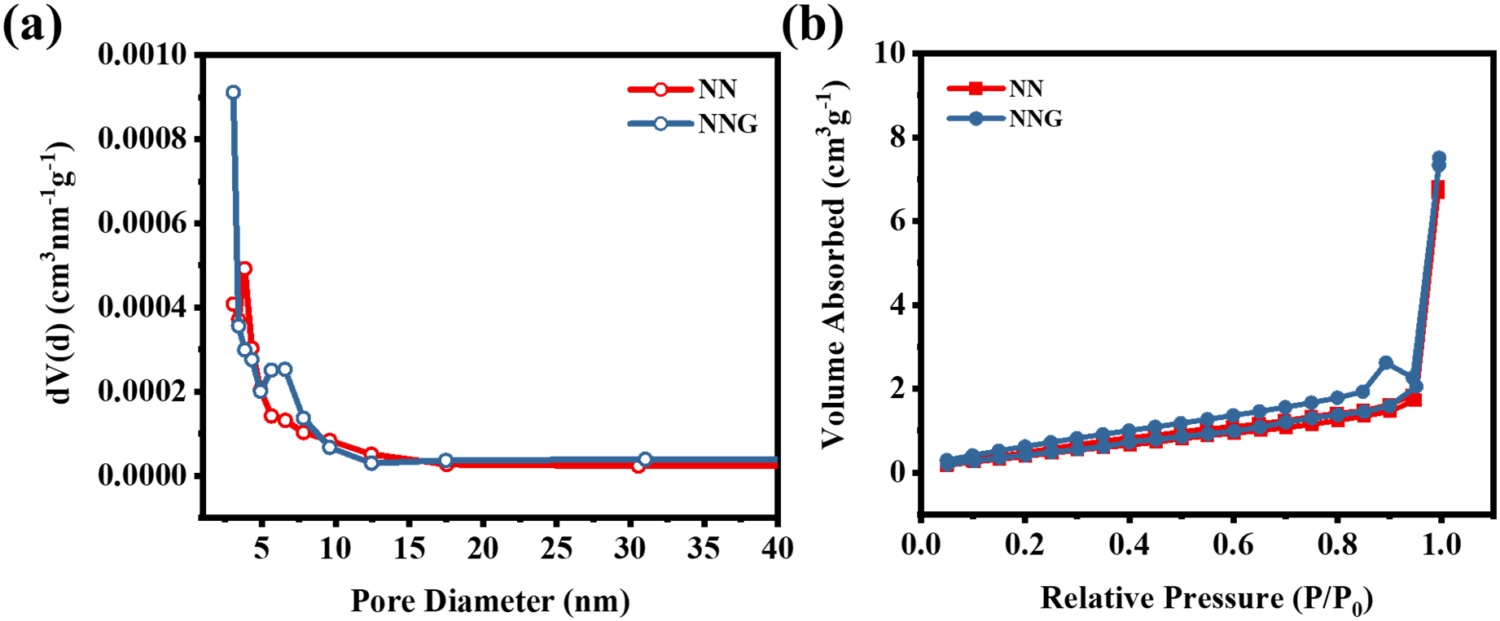 (a)
0.0010
0.0008
0.0006
0.0004
0.0002
0.0000
dV(d) (cm³nm⁻¹g⁻¹)
NN
NNG
5 10 15 20 25 30 35 40
Pore Diameter (nm)
(b)
10
8
6
4
2
0
Volume Absorbed (cm³g⁻¹)
NN
NNG
0.0 0.2 0.4 0.6 0.8 1.0
Relative Pressure (P/P₀)